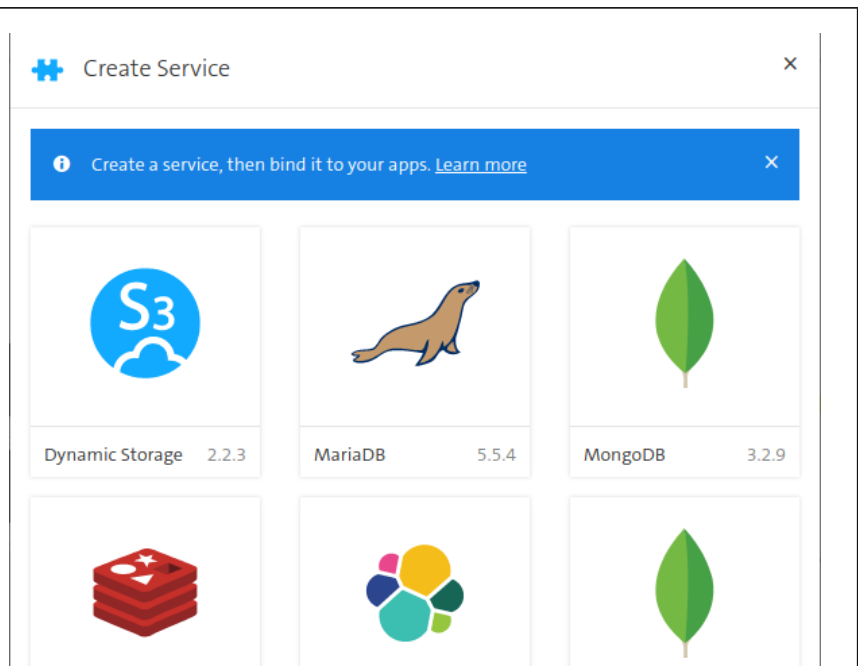 Create Service
Create a service, then bind it to your apps. Learn more
S3
Dynamic Storage 2.2.3
MariaDB 5.5.4
MongoDB 3.2.9